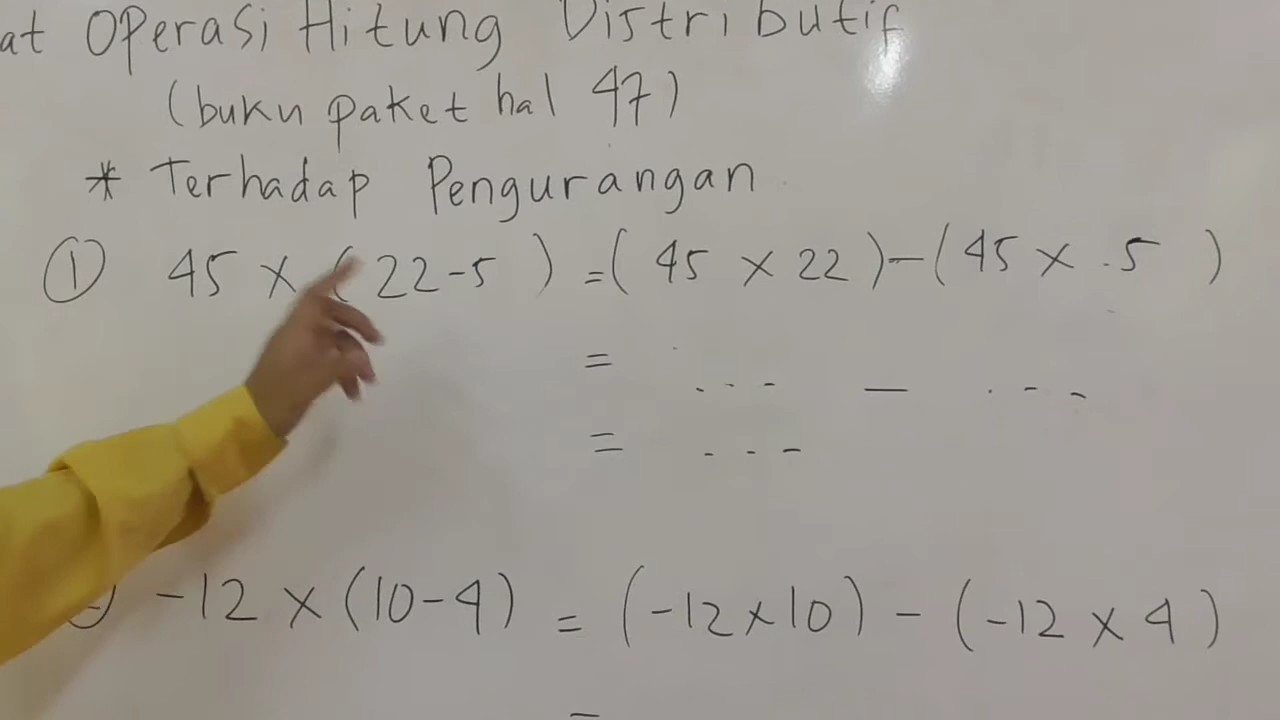 at Operasi Hitung Distributif
(buku paket hal 47)
* Terhadap Pengurangan
① 45 × (22-5) = (45 × 22) - (45 × .5)
= ... - ...
= ...
-12 × (10-4) = (-12 × 10) - (-12 × 4)
=